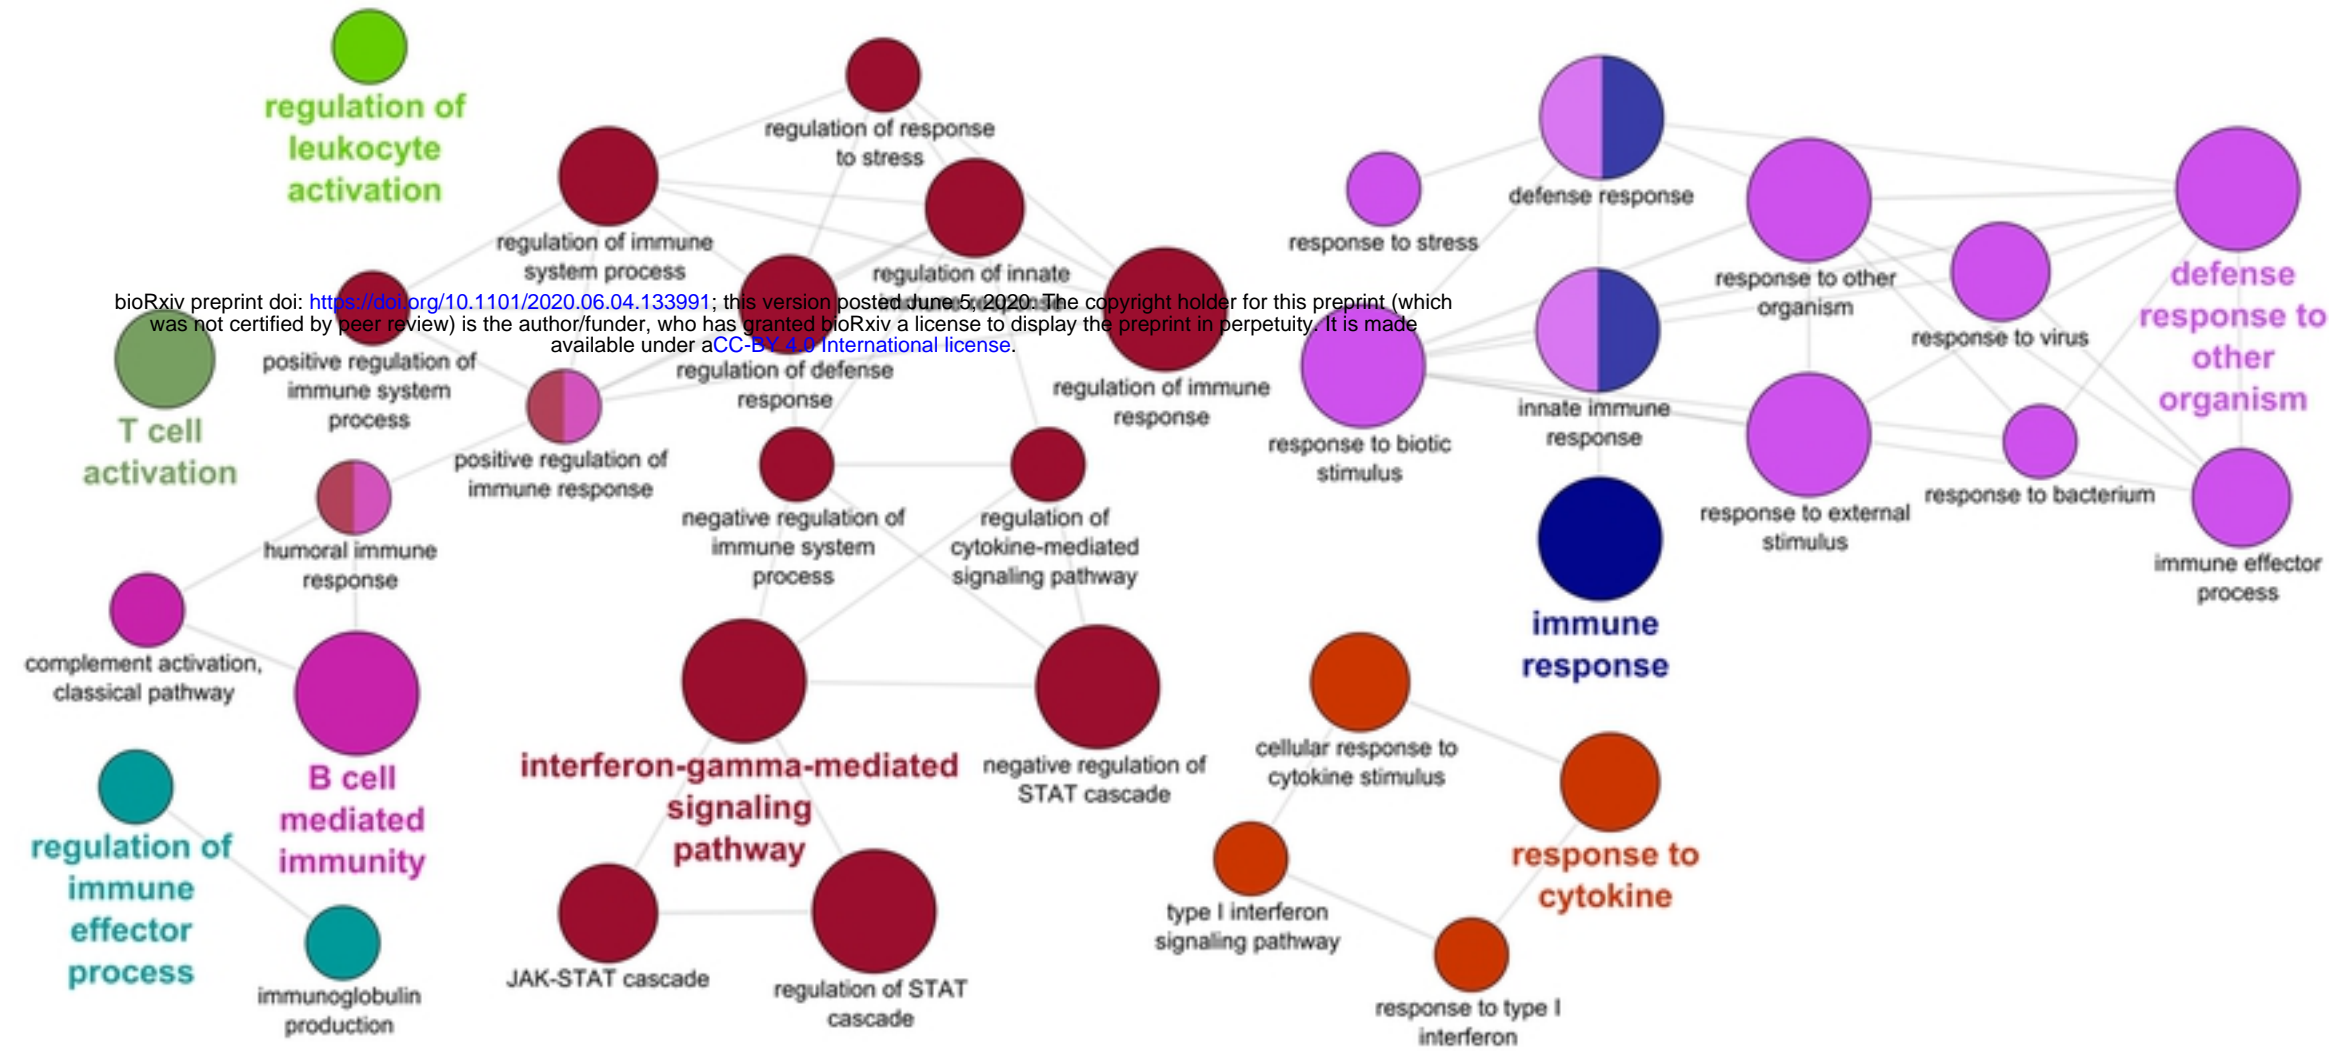 regulation of
leukocyte
activation
regulation of response
to stress
regulation of immune
system process
regulation of innate
immune response
bioRxiv preprint doi: https://doi.org/10.1101/2020.06.04.133991; this version posted June 5, 2020. The copyright holder for this preprint (which
was not certified by peer review) is the author/funder, who has granted bioRxiv a license to display the preprint in perpetuity. It is made
available under aCC-BY 4.0 International license.
positive regulation of
immune system
process
regulation of defense
response
regulation of immune
response
T cell
activation
positive regulation of
immune response
humoral immune
response
negative regulation of
immune system
process
regulation of
cytokine-mediated
signaling pathway
complement activation,
classical pathway
B cell
mediated
immunity
interferon-gamma-mediated
signaling
pathway
negative regulation of
STAT cascade
regulation of
immune
effector
process
immunoglobulin
production
JAK-STAT cascade
regulation of STAT
cascade
defense response
response to stress
response to other
organism
response to virus
defense
response to
other
organism
innate immune
response
response to biotic
stimulus
response to external
stimulus
response to bacterium
immune effector
process
immune
response
cellular response to
cytokine stimulus
response to
cytokine
type I interferon
signaling pathway
response to type I
interferon